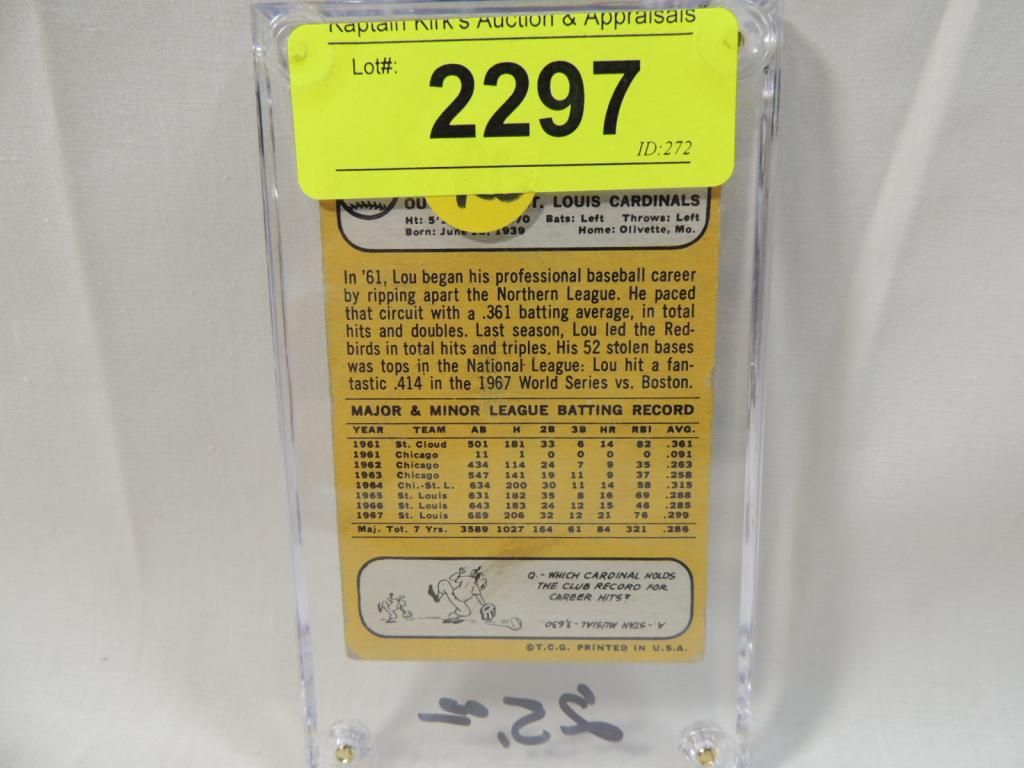 Kaptain Kirk's Auction & Appraisals
Lot#:
2297
ID:272
OU T. LOUIS CARDINALS
Ht: 5' 70 Bats: Left Throws: Left
Born: June 1939 Home: Olivette, Mo.
In '61, Lou began his professional baseball career
by ripping apart the Northern League. He paced
that circuit with a .361 batting average, in total
hits and doubles. Last season, Lou led the Red-
birds in total hits and triples. His 52 stolen bases
was tops in the National League. Lou hit a fan-
tastic .414 in the 1967 World Series vs. Boston.
MAJOR & MINOR LEAGUE BATTING RECORD
YEAR TEAM AB H 2B 3B HR RBI AVG.
1961 St. Cloud 501 181 33 6 14 82 .361
1961 Chicago 11 1 0 0 0 0 .091
1962 Chicago 434 114 24 7 9 35 .263
1963 Chicago 547 141 19 11 9 37 .258
1964 Chi.-St. L. 634 200 30 11 14 58 .315
1965 St. Louis 631 182 35 8 16 69 .288
1966 St. Louis 643 183 24 12 15 46 .285
1967 St. Louis 689 206 32 12 21 76 .299
Maj. Tot. 7 Yrs. 3589 1027 164 61 84 321 .286
Q.- WHICH CARDINAL HOLDS
THE CLUB RECORD FOR
CAREER HITS?
A.- STAN MUSIAL - 3,630
©T.C.G. PRINTED IN U.S.A.
25.